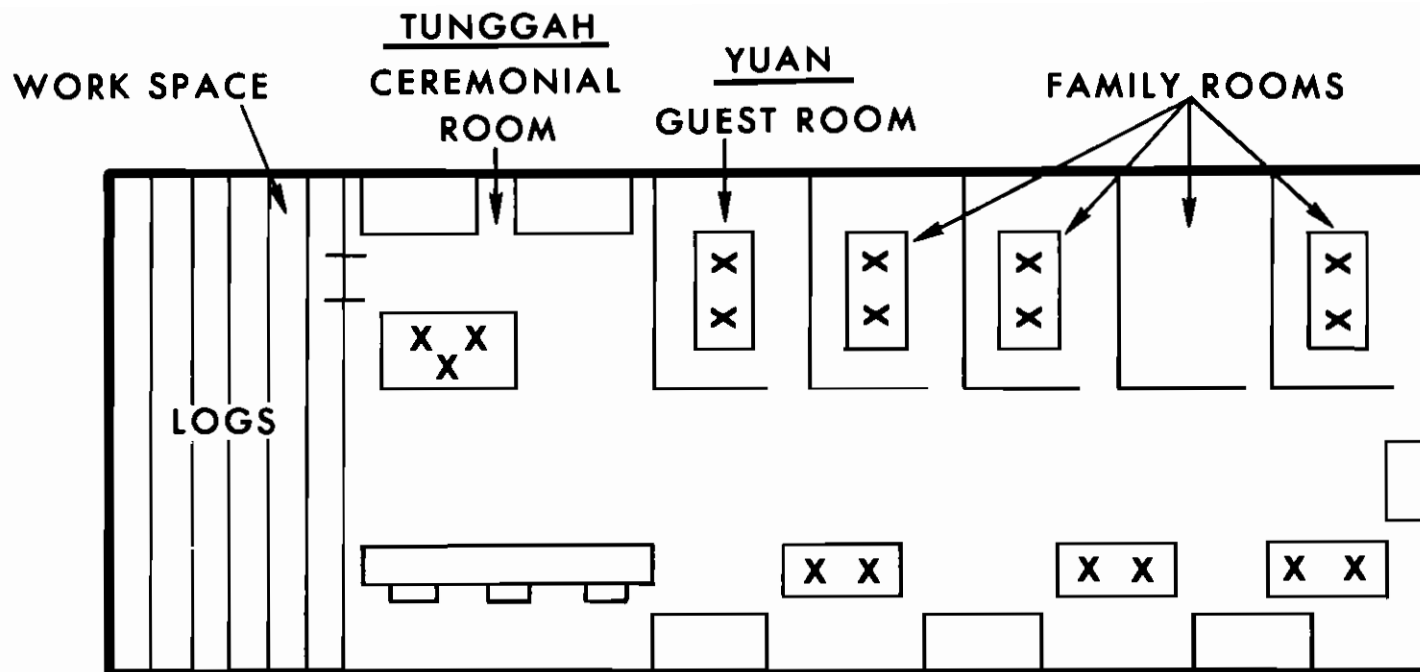 WORK SPACE
TUNGGAH
CEREMONIAL
ROOM
YUAN
GUEST ROOM
FAMILY ROOMS
X X
X
X
X
X
X
X
X
X
X
LOGS
X X
X X
X X